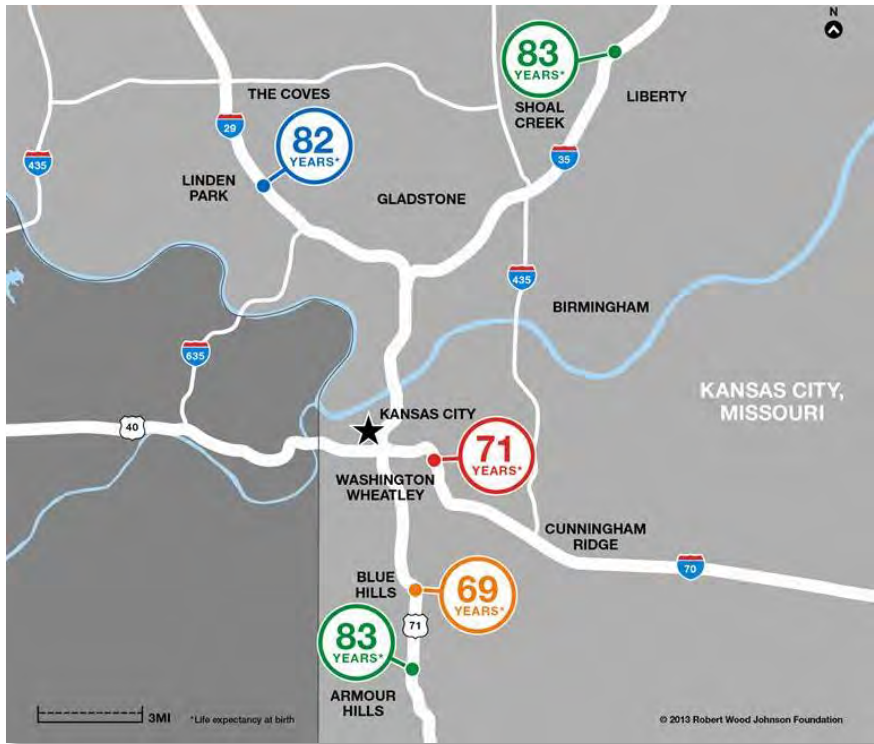 N
83
YEARS*
SHOAL
CREEK
LIBERTY
THE COVES
29
82
YEARS*
435
LINDEN
PARK
35
GLADSTONE
435
BIRMINGHAM
635
KANSAS CITY,
MISSOURI
KANSAS CITY
40
71
YEARS*
WASHINGTON
WHEATLEY
CUNNINGHAM
RIDGE
70
BLUE
HILLS
69
YEARS*
71
83
YEARS*
ARMOUR
HILLS
3MI
*Life expectancy at birth
© 2013 Robert Wood Johnson Foundation